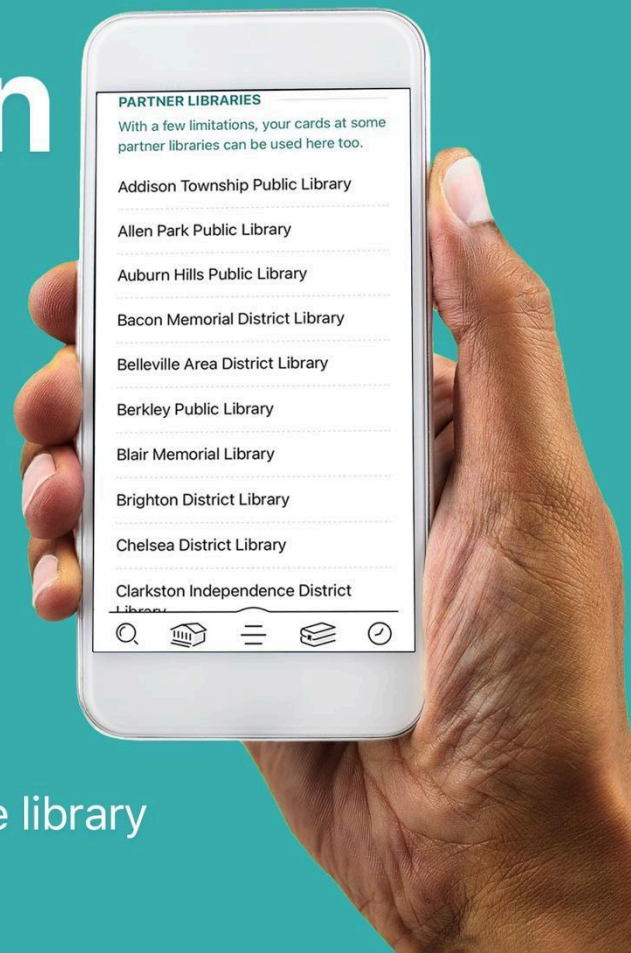 n
PARTNER LIBRARIES
With a few limitations, your cards at some
partner libraries can be used here too.
Addison Township Public Library
Allen Park Public Library
Auburn Hills Public Library
Bacon Memorial District Library
Belleville Area District Library
Berkley Public Library
Blair Memorial Library
Brighton District Library
Chelsea District Library
Clarkston Independence District
Library
e library